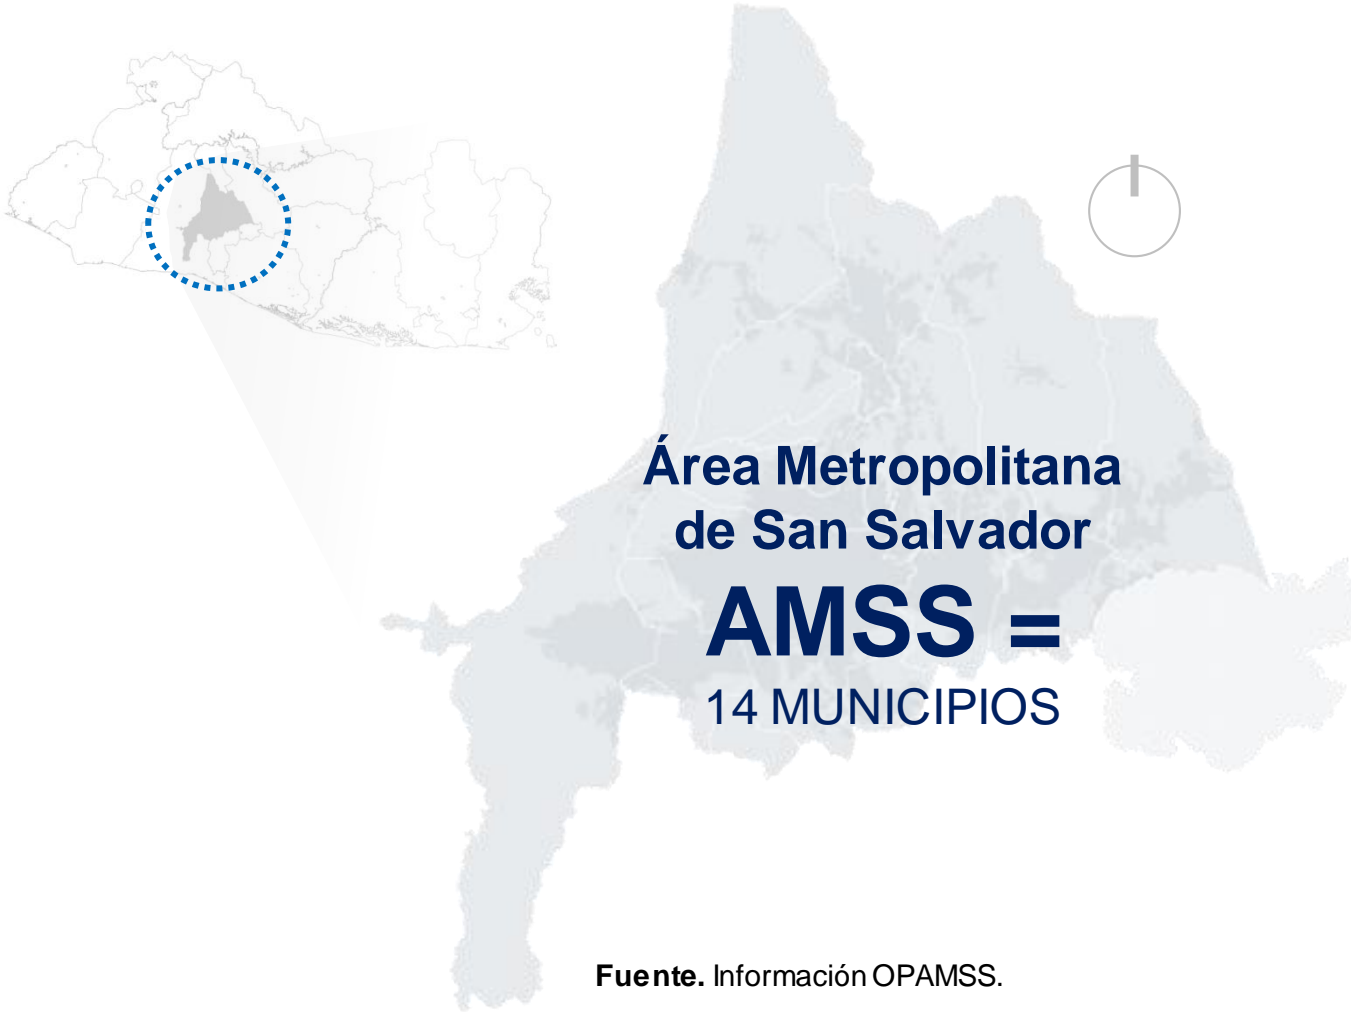 Área Metropolitana
de San Salvador
AMSS =
14 MUNICIPIOS
Fuente. Información OPAMSS.